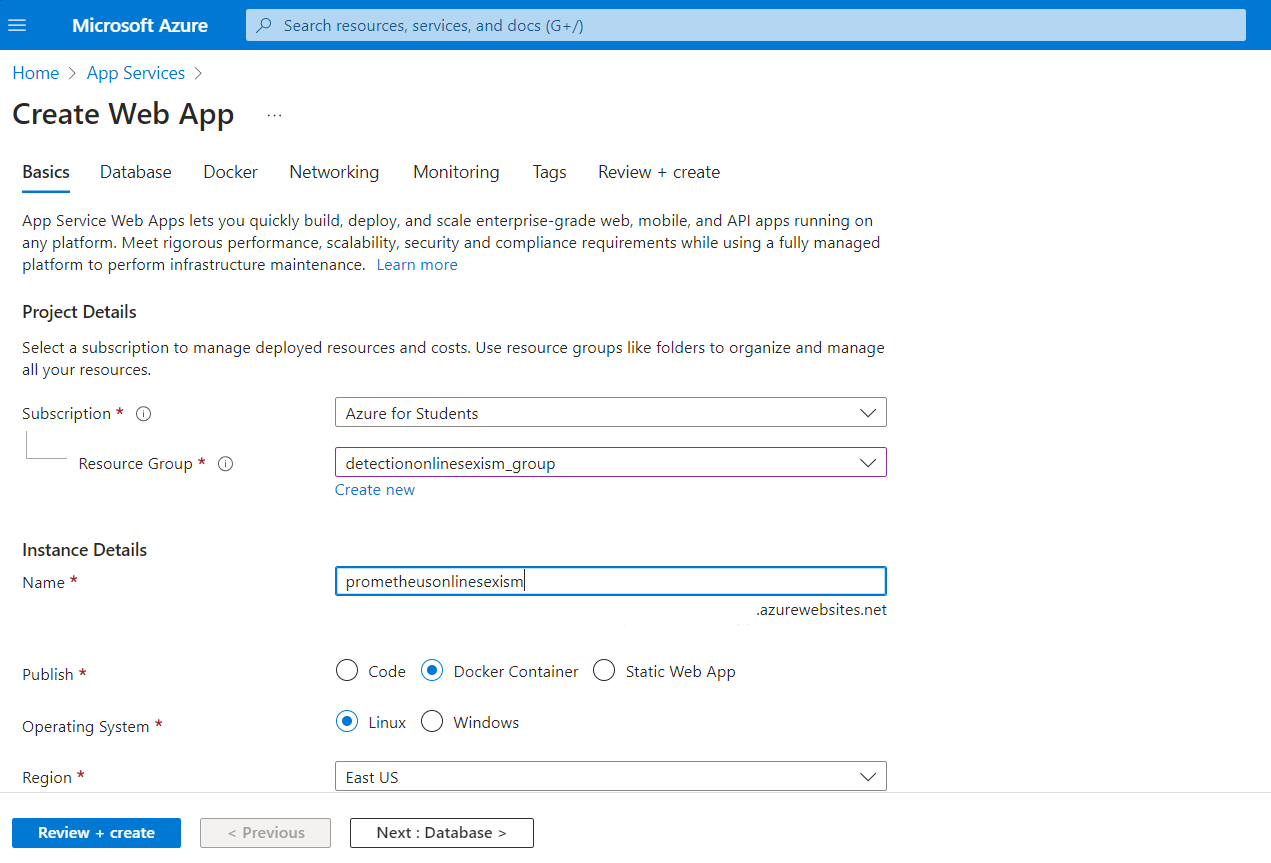 Microsoft Azure
Search resources, services, and docs (G+/)
Home > App Services >
Create Web App ...
Basics Database Docker Networking Monitoring Tags Review + create
App Service Web Apps lets you quickly build, deploy, and scale enterprise-grade web, mobile, and API apps running on
any platform. Meet rigorous performance, scalability, security and compliance requirements while using a fully managed
platform to perform infrastructure maintenance. Learn more
Project Details
Select a subscription to manage deployed resources and costs. Use resource groups like folders to organize and manage
all your resources.
Subscription * Azure for Students
Resource Group * detectiononlinesexism_group
Create new
Instance Details
Name * prometheusonlinesexism
.azurewebsites.net
Publish * Code Docker Container Static Web App
Operating System * Linux Windows
Region * East US
Review + create < Previous Next : Database >